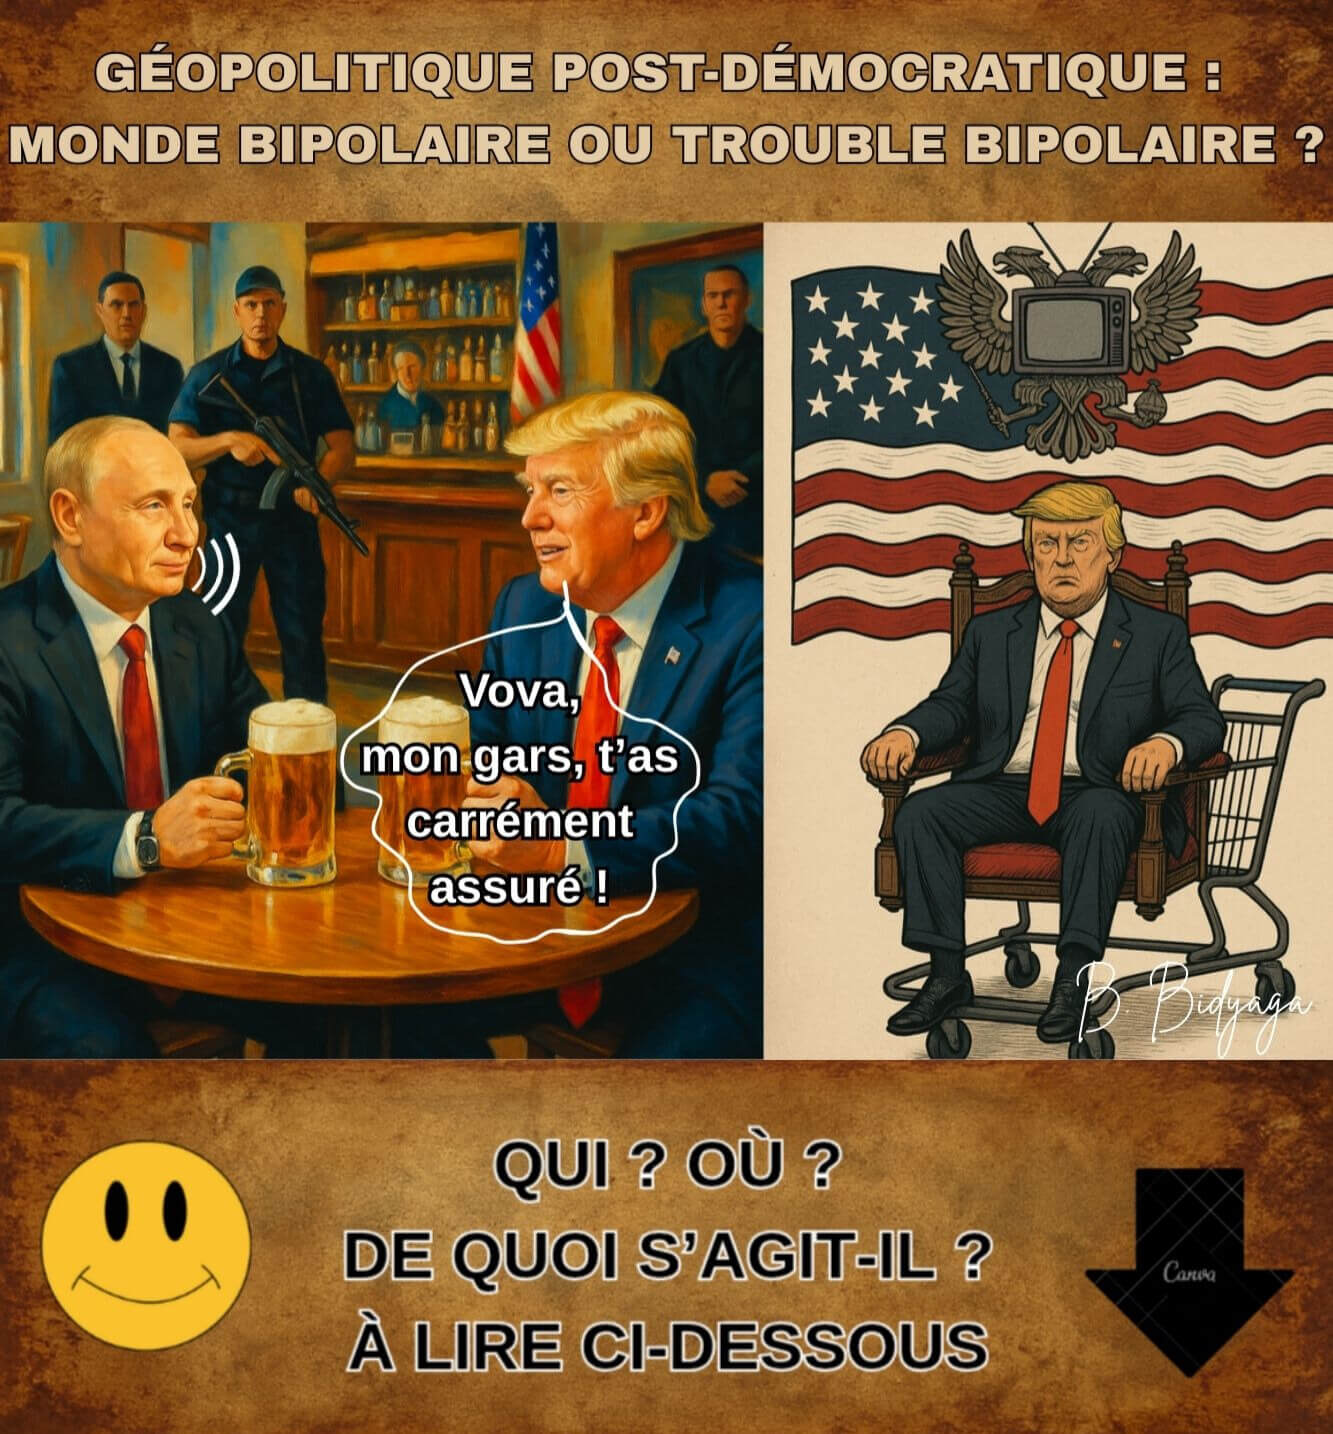 GÉOPOLITIQUE POST-DÉMOCRATIQUE :
MONDE BIPOLAIRE OU TROUBLE BIPOLAIRE ?
Vova,
mon gars, t’as
carrément
assuré !
B. Bidyaga
QUI ? OÙ ?
DE QUOI S’AGIT-IL ?
À LIRE CI-DESSOUS
Canva